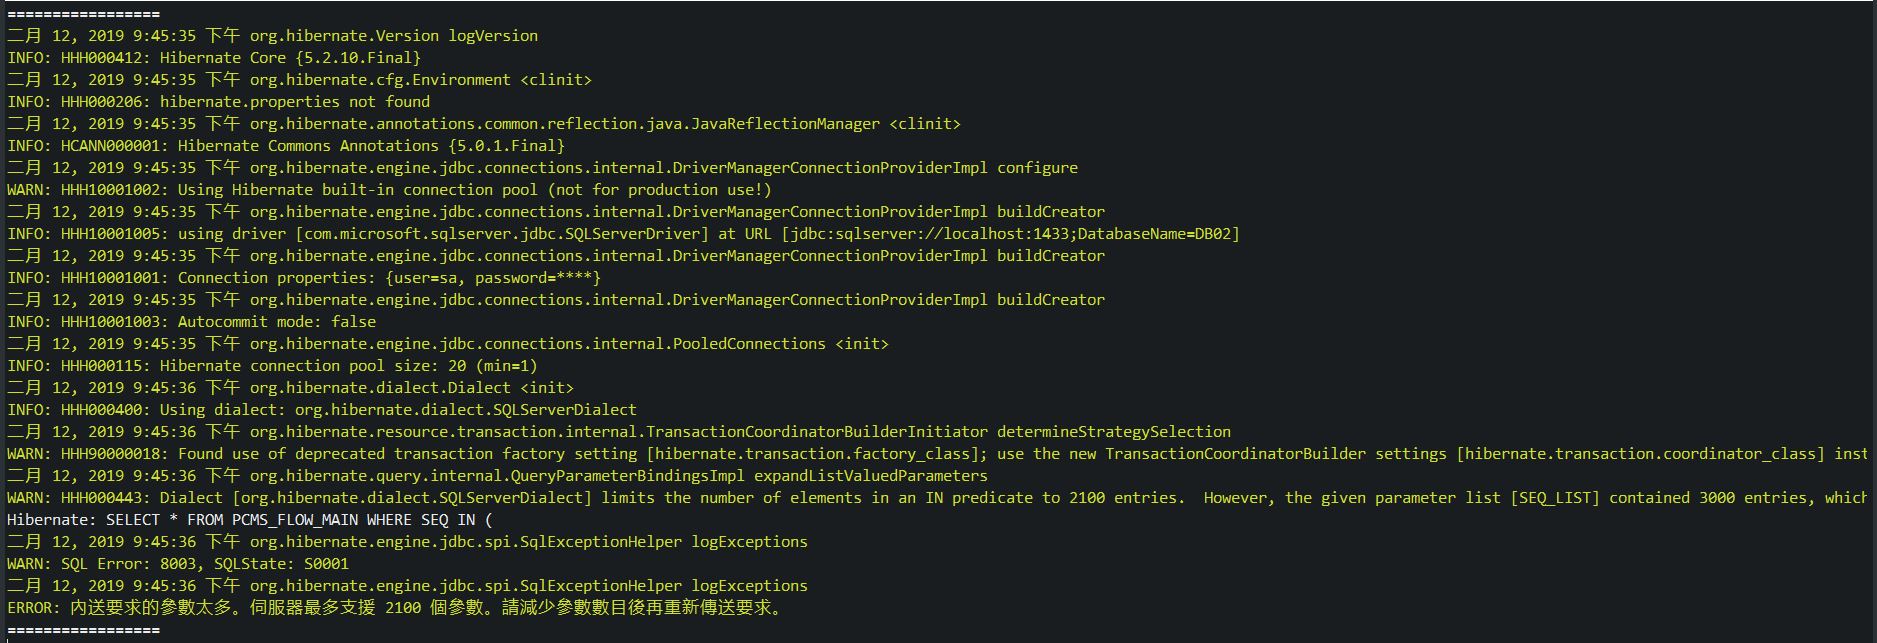 =================
二月 12, 2019 9:45:35 下午 org.hibernate.Version logVersion
INFO: HHH000412: Hibernate Core {5.2.10.Final}
二月 12, 2019 9:45:35 下午 org.hibernate.cfg.Environment <clinit>
INFO: HHH000206: hibernate.properties not found
二月 12, 2019 9:45:35 下午 org.hibernate.annotations.common.reflection.java.JavaReflectionManager <clinit>
INFO: HCANN000001: Hibernate Commons Annotations {5.0.1.Final}
二月 12, 2019 9:45:35 下午 org.hibernate.engine.jdbc.connections.internal.DriverManagerConnectionProviderImpl configure
WARN: HHH10001002: Using Hibernate built-in connection pool (not for production use!)
二月 12, 2019 9:45:35 下午 org.hibernate.engine.jdbc.connections.internal.DriverManagerConnectionProviderImpl buildCreator
INFO: HHH10001005: using driver [com.microsoft.sqlserver.jdbc.SQLServerDriver] at URL [jdbc:sqlserver://localhost:1433;DatabaseName=DB02]
二月 12, 2019 9:45:35 下午 org.hibernate.engine.jdbc.connections.internal.DriverManagerConnectionProviderImpl buildCreator
INFO: HHH10001001: Connection properties: {user=sa, password=****}
二月 12, 2019 9:45:35 下午 org.hibernate.engine.jdbc.connections.internal.DriverManagerConnectionProviderImpl buildCreator
INFO: HHH10001003: Autocommit mode: false
二月 12, 2019 9:45:35 下午 org.hibernate.engine.jdbc.connections.internal.PooledConnections <init>
INFO: HHH000115: Hibernate connection pool size: 20 (min=1)
二月 12, 2019 9:45:36 下午 org.hibernate.dialect.Dialect <init>
INFO: HHH000400: Using dialect: org.hibernate.dialect.SQLServerDialect
二月 12, 2019 9:45:36 下午 org.hibernate.resource.transaction.internal.TransactionCoordinatorBuilderInitiator determineStrategySelection
WARN: HHH90000018: Found use of deprecated transaction factory setting [hibernate.transaction.factory_class]; use the new TransactionCoordinatorBuilder settings [hibernate.transaction.coordinator_class] inst
二月 12, 2019 9:45:36 下午 org.hibernate.query.internal.QueryParameterBindingsImpl expandListValuedParameters
WARN: HHH000443: Dialect [org.hibernate.dialect.SQLServerDialect] limits the number of elements in an IN predicate to 2100 entries.  However, the given parameter list [SEQ_LIST] contained 3000 entries, which
Hibernate: SELECT * FROM PCMS_FLOW_MAIN WHERE SEQ IN (
二月 12, 2019 9:45:36 下午 org.hibernate.engine.jdbc.spi.SqlExceptionHelper logExceptions
WARN: SQL Error: 8003, SQLState: S0001
二月 12, 2019 9:45:36 下午 org.hibernate.engine.jdbc.spi.SqlExceptionHelper logExceptions
ERROR: 內送要求的參數太多。伺服器最多支援 2100 個參數。請減少參數數目後再重新傳送要求。
=================